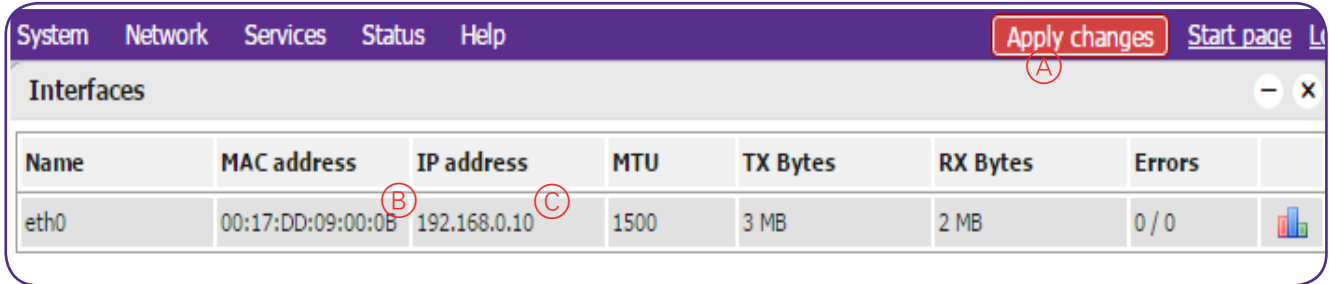 System Network Services Status Help Apply changes Start page
A
Interfaces
Name MAC address IP address MTU TX Bytes RX Bytes Errors
B C
eth0 00:17:DD:09:00:0B 192.168.0.10 1500 3 MB 2 MB 0 / 0